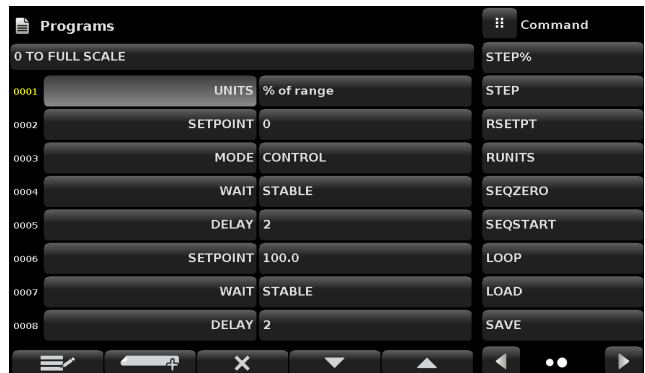 Programs
Command
0 TO FULL SCALE
STEP%
0001 UNITS % of range
STEP
0002 SETPOINT 0
RSETPT
0003 MODE CONTROL
RUNITS
0004 WAIT STABLE
SEQZERO
0005 DELAY 2
SEQSTART
0006 SETPOINT 100.0
LOOP
0007 WAIT STABLE
LOAD
0008 DELAY 2
SAVE